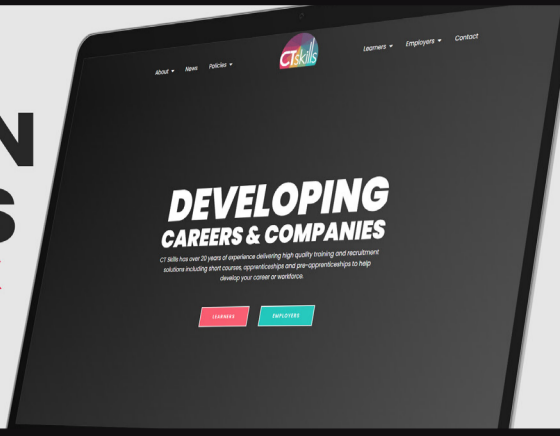 N
S
About News Policies CTskills Learners Employers Contact
DEVELOPING
CAREERS & COMPANIES
CT Skills has over 20 years of experience delivering high quality training and recruitment
solutions including short courses, apprenticeships and pre-apprenticeships to help
develop your career or workforce.
LEARNERS EMPLOYERS